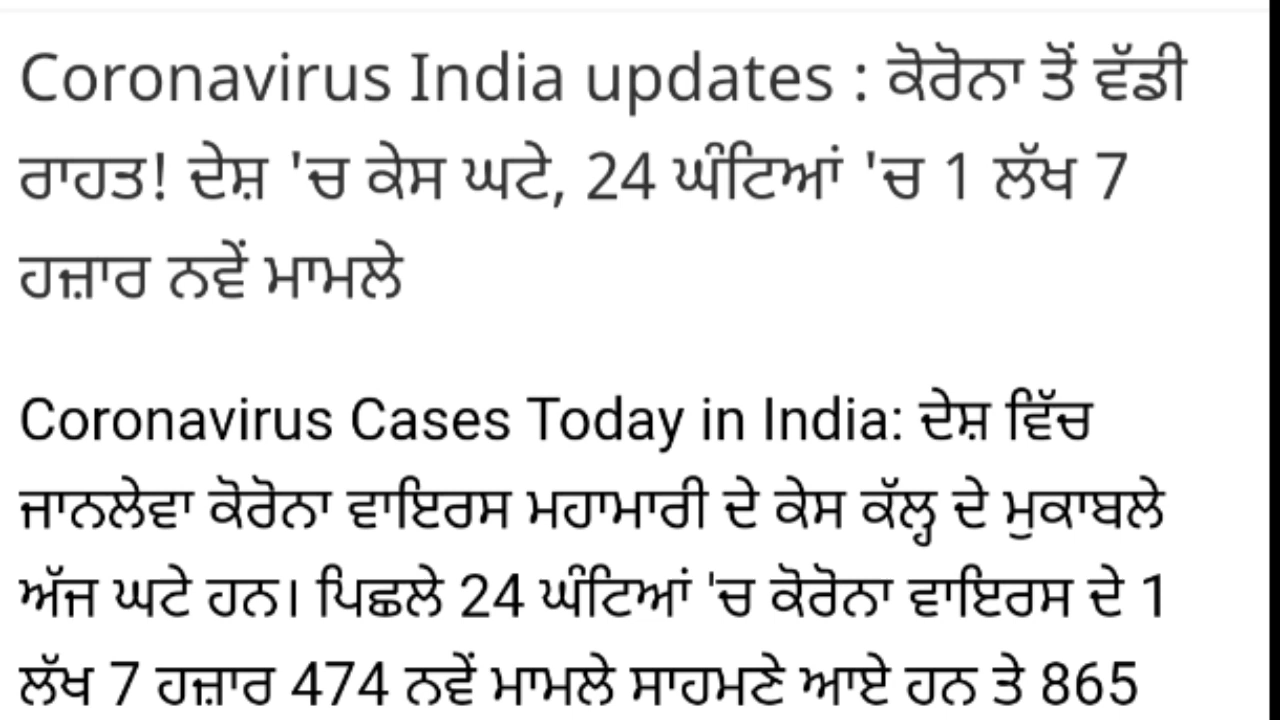 Coronavirus India updates : ਕੋਰੋਨਾ ਤੋਂ ਵੱਡੀ
ਰਾਹਤ! ਦੇਸ਼ 'ਚ ਕੇਸ ਘਟੇ, 24 ਘੰਟਿਆਂ 'ਚ 1 ਲੱਖ 7
ਹਜ਼ਾਰ ਨਵੇਂ ਮਾਮਲੇ
Coronavirus Cases Today in India: ਦੇਸ਼ ਵਿੱਚ
ਜਾਨਲੇਵਾ ਕੋਰੋਨਾ ਵਾਇਰਸ ਮਹਾਮਾਰੀ ਦੇ ਕੇਸ ਕੱਲ੍ਹ ਦੇ ਮੁਕਾਬਲੇ
ਅੱਜ ਘਟੇ ਹਨ। ਪਿਛਲੇ 24 ਘੰਟਿਆਂ 'ਚ ਕੋਰੋਨਾ ਵਾਇਰਸ ਦੇ 1
ਲੱਖ 7 ਹਜ਼ਾਰ 474 ਨਵੇਂ ਮਾਮਲੇ ਸਾਹਮਣੇ ਆਏ ਹਨ ਤੇ 865